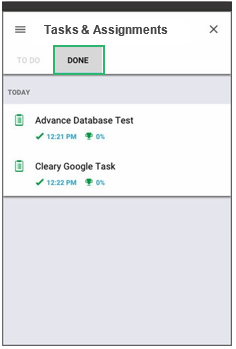 Tasks & Assignments
TO DO DONE
TODAY
Advance Database Test
12:21 PM 0%
Cleary Google Task
12:22 PM 0%